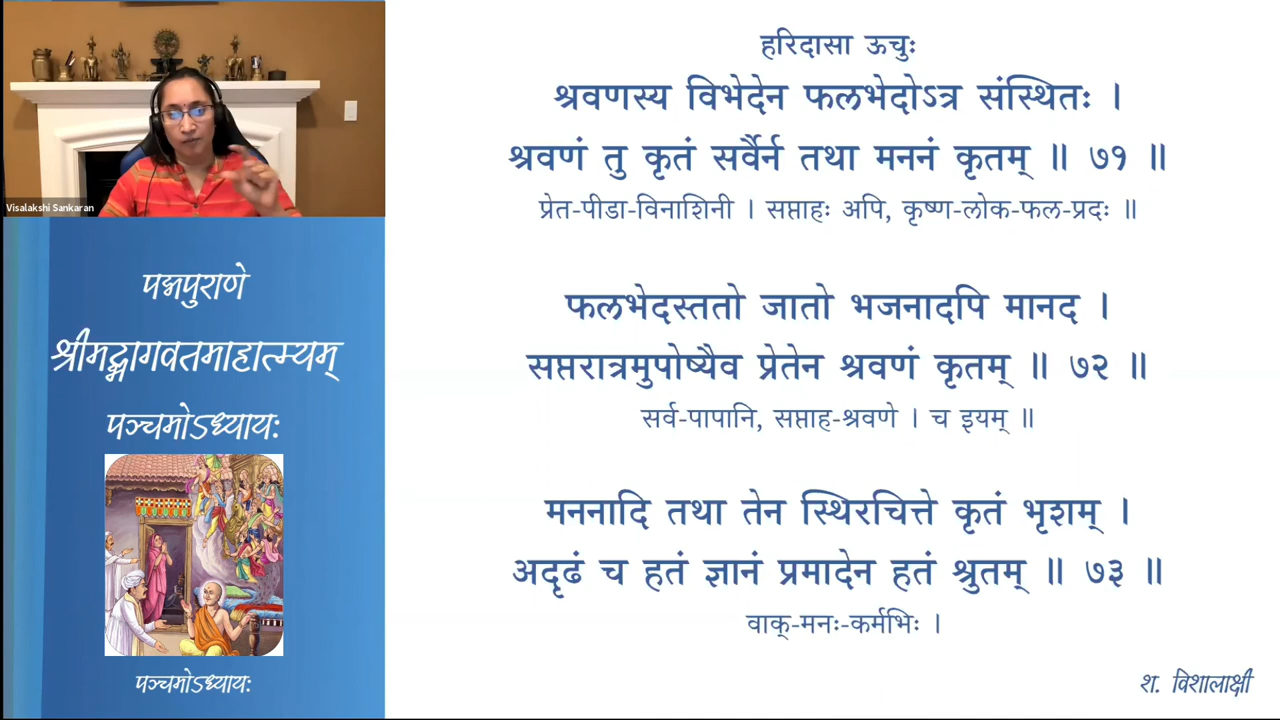 Visalakshi Sankaran
पद्मपुराणे
श्रीमद्भागवतमाहात्म्यम्
पञ्चमोऽध्यायः
पञ्चमोऽध्यायः
हरिदासा ऊचुः
श्रवणस्य विभेदेन फलभेदोऽत्र संस्थितः ।
श्रवणं तु कृतं सर्वैर्न तथा मननं कृतम् ॥ ७१ ॥
प्रेत-पीडा-विनाशिनी । सप्ताहः अपि, कृष्ण-लोक-फल-प्रदः ॥
फलभेदस्ततो जातो भजनादपि मानद ।
सप्तरात्रमुपोष्यैव प्रेतेन श्रवणं कृतम् ॥ ७२ ॥
सर्व-पापानि, सप्ताह-श्रवणे । च इयम् ॥
मननादि तथा तेन स्थिरचित्ते कृतं भृशम् ।
अदृढं च हतं ज्ञानं प्रमादेन हतं श्रुतम् ॥ ७३ ॥
वाक्-मनः-कर्मभिः ।
श. विशालाक्षी